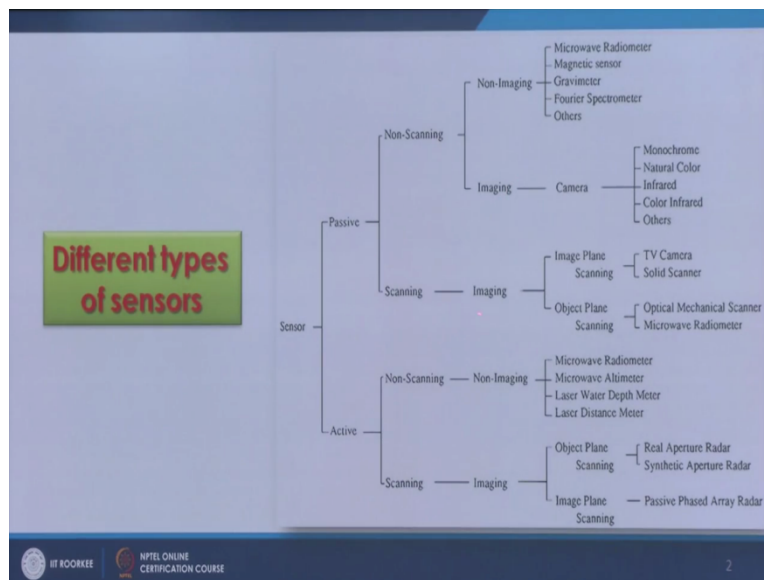 Different types
of sensors
Sensor
Passive
Non-Scanning
Non-Imaging
Microwave Radiometer
Magnetic sensor
Gravimeter
Fourier Spectrometer
Others
Imaging
Camera
Monochrome
Natural Color
Infrared
Color Infrared
Others
Scanning
Imaging
Image Plane
Scanning
TV Camera
Solid Scanner
Object Plane
Scanning
Optical Mechanical Scanner
Microwave Radiometer
Active
Non-Scanning
Non-Imaging
Microwave Radiometer
Microwave Altimeter
Laser Water Depth Meter
Laser Distance Meter
Scanning
Imaging
Object Plane
Scanning
Real Aperture Radar
Synthetic Aperture Radar
Image Plane
Scanning
Passive Phased Array Radar
IIT ROORKEE
NPTEL ONLINE
CERTIFICATION COURSE
2